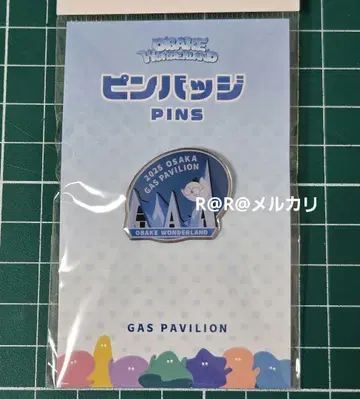 OBAKE
WONDERLAND
ピンバッジ
PINS
2025 OSAKA
GAS PAVILION
R@R@メルカリ
OBAKE WONDERLAND
GAS PAVILION